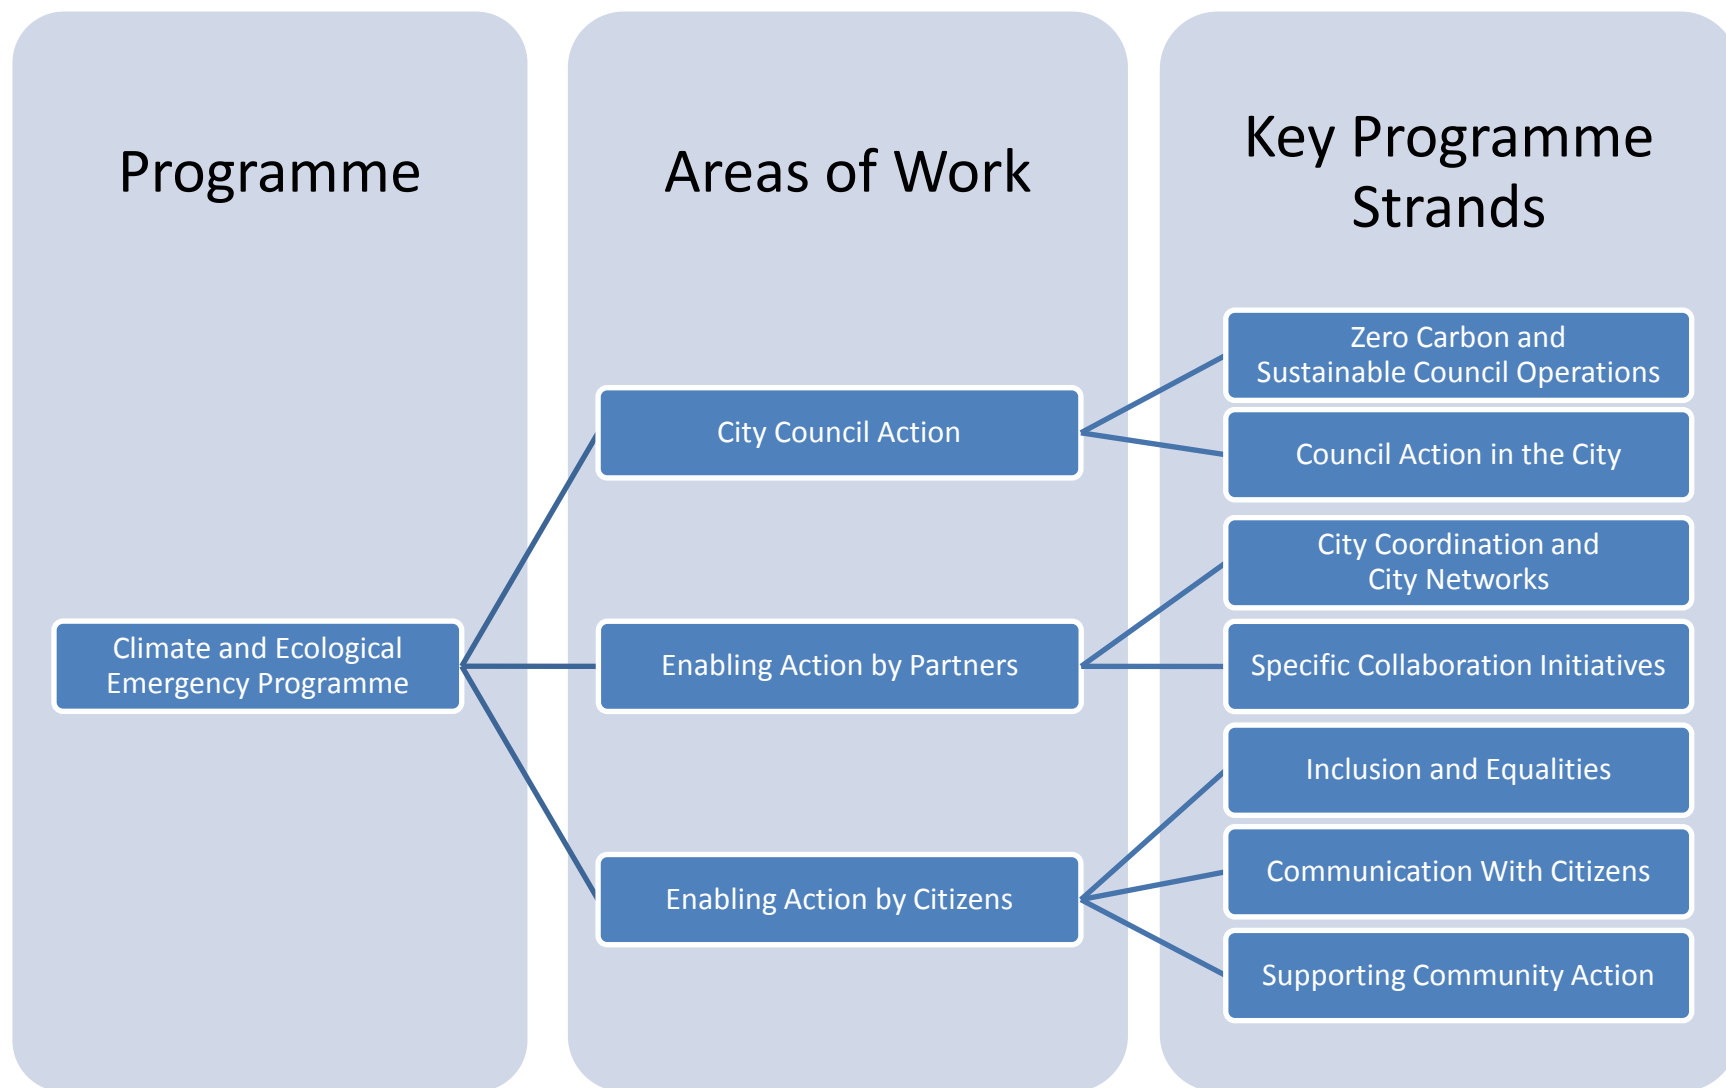 Programme
Areas of Work
Key Programme
Strands
Climate and Ecological
Emergency Programme
City Council Action
Enabling Action by Partners
Enabling Action by Citizens
Zero Carbon and
Sustainable Council Operations
Council Action in the City
City Coordination and
City Networks
Specific Collaboration Initiatives
Inclusion and Equalities
Communication With Citizens
Supporting Community Action